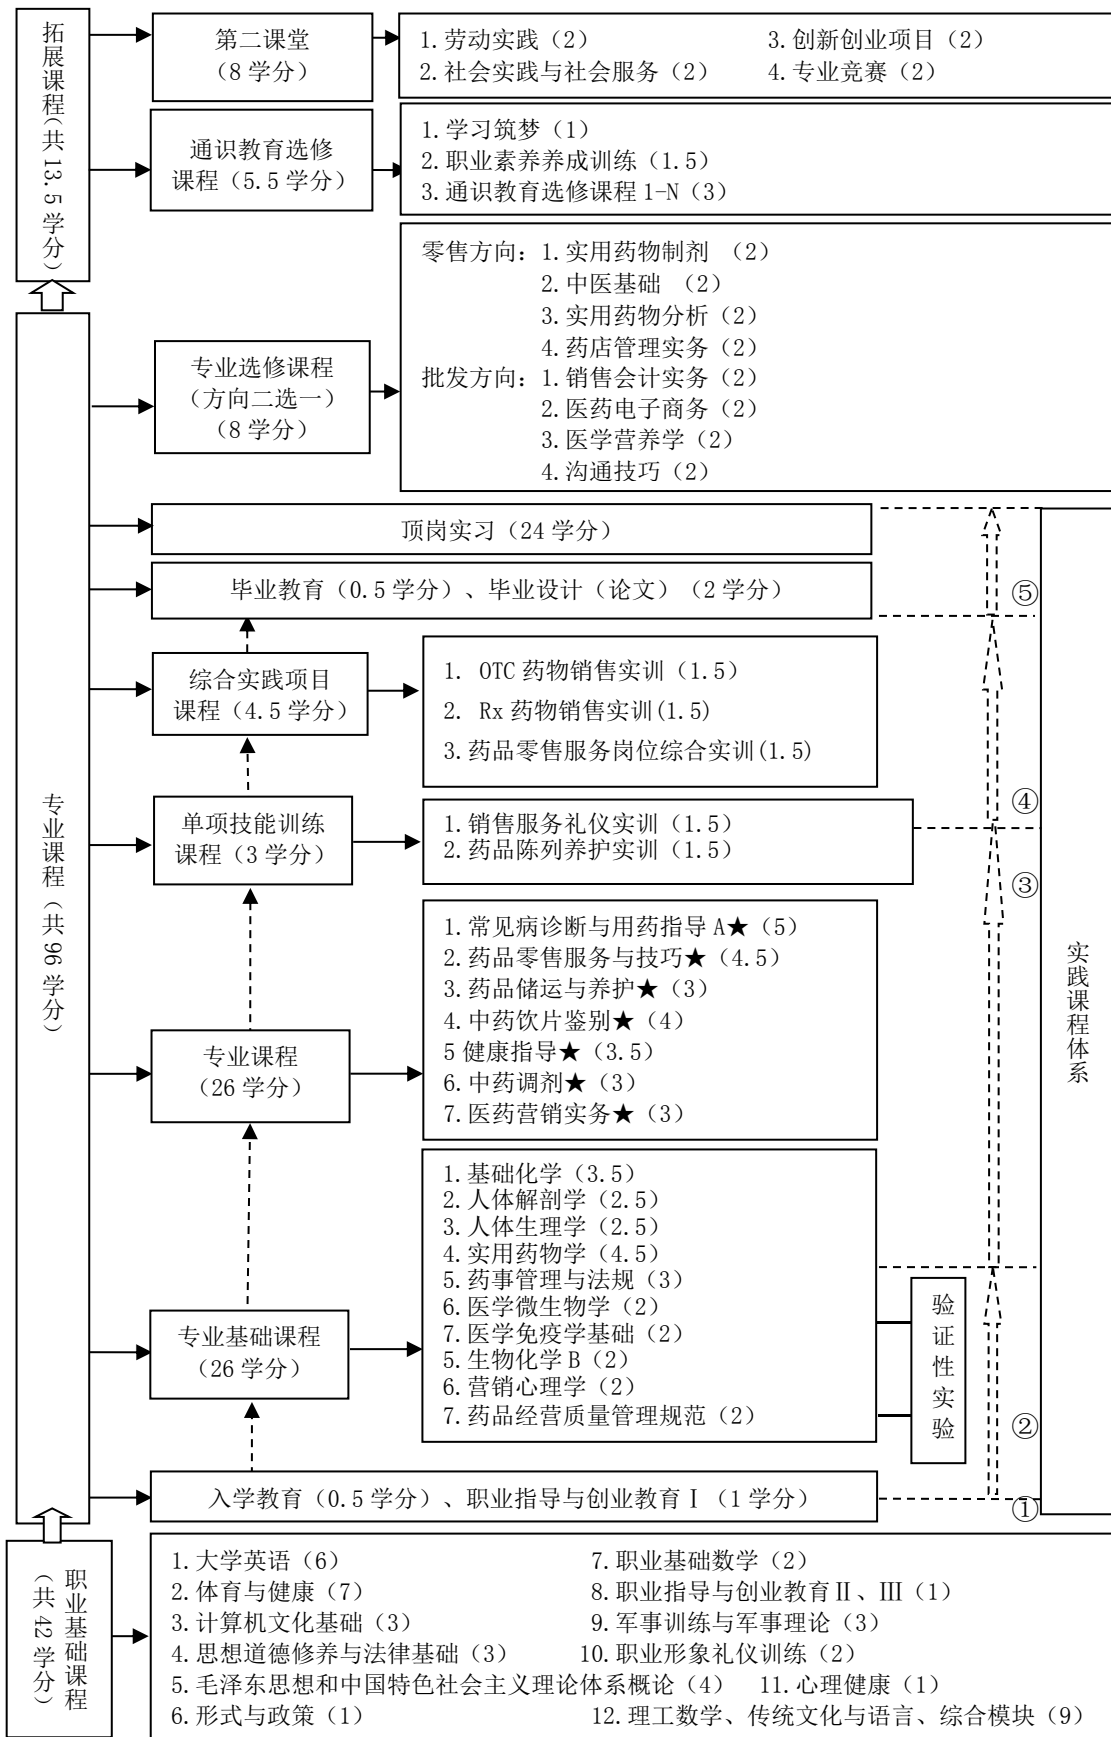 拓展课程（共 13.5 学分）
第二课堂
（8 学分）
1.劳动实践（2）
3.创新创业项目（2）
2.社会实践与社会服务（2）
4.专业竞赛（2）
通识教育选修
课程（5.5 学分）
1.学习筑梦（1）
2.职业素养养成训练（1.5）
3.通识教育选修课程 1-N（3）
专业课程（共 96 学分）
专业选修课程
（方向二选一）
（8 学分）
零售方向：1.实用药物制剂 （2）
2.中医基础 （2）
3.实用药物分析（2）
4.药店管理实务（2）
批发方向：1.销售会计实务（2）
2.医药电子商务（2）
3.医学营养学（2）
4.沟通技巧（2）
顶岗实习（24 学分）
毕业教育（0.5 学分）、毕业设计（论文）（2 学分）
⑤
综合实践项目
课程（4.5 学分）
1. OTC 药物销售实训（1.5）
2. Rx 药物销售实训(1.5)
3.药品零售服务岗位综合实训(1.5)
④
单项技能训练
课程（3 学分）
1.销售服务礼仪实训（1.5）
2.药品陈列养护实训（1.5）
③
专业课程
（26 学分）
1.常见病诊断与用药指导 A★（5）
2.药品零售服务与技巧★（4.5）
3.药品储运与养护★（3）
4.中药饮片鉴别★（4）
5 健康指导★（3.5）
6.中药调剂★（3）
7.医药营销实务★（3）
实践课程体系
专业基础课程
（26 学分）
1.基础化学（3.5）
2.人体解剖学（2.5）
3.人体生理学（2.5）
4.实用药物学（4.5）
5.药事管理与法规（3）
6.医学微生物学（2）
7.医学免疫学基础（2）
5.生物化学 B（2）
6.营销心理学（2）
7.药品经营质量管理规范（2）
验证性实验
②
入学教育（0.5 学分）、职业指导与创业教育Ⅰ（1 学分）
①
职业基础课程
（共 42 学分）
1.大学英语（6）
7.职业基础数学（2）
2.体育与健康（7）
8.职业指导与创业教育Ⅱ、Ⅲ（1）
3.计算机文化基础（3）
9.军事训练与军事理论（3）
4.思想道德修养与法律基础（3）
10.职业形象礼仪训练（2）
5.毛泽东思想和中国特色社会主义理论体系概论（4）
11.心理健康（1）
6.形式与政策（1）
12.理工数学、传统文化与语言、综合模块（9）